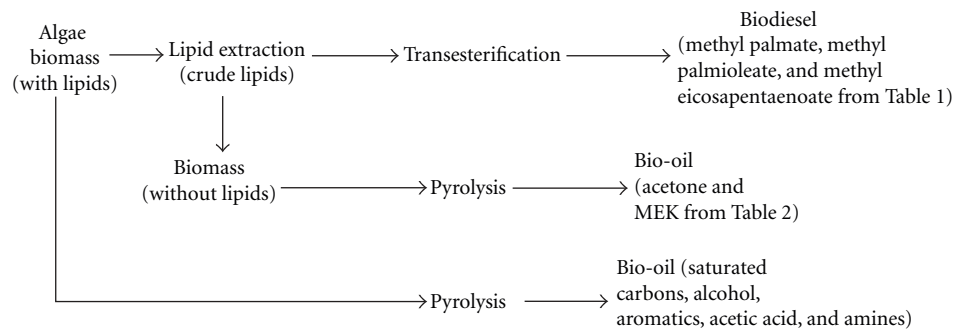 Algae
biomass
(with lipids)
Lipid extraction
(crude lipids)
Transesterification
Biodiesel
(methyl palmate, methyl
palmioleate, and methyl
eicosapentaenoate from Table 1)
Biomass
(without lipids)
Pyrolysis
Bio-oil
(acetone and
MEK from Table 2)
Pyrolysis
Bio-oil (saturated
carbons, alcohol,
aromatics, acetic acid, and amines)